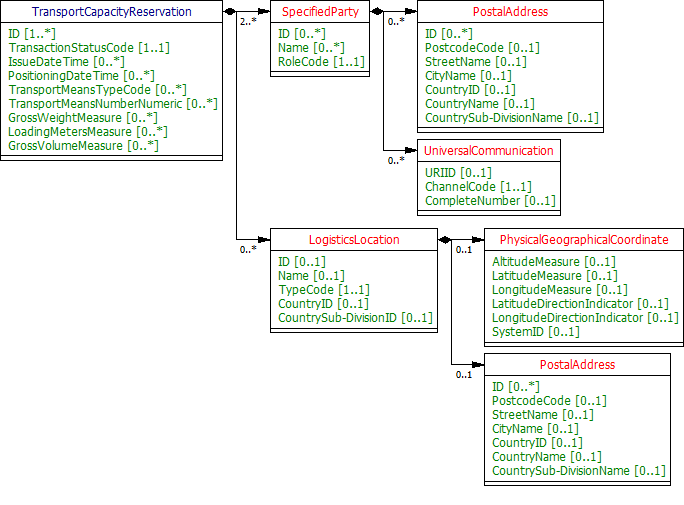 TransportCapacityReservation
ID [1..*]
TransactionStatusCode [1..1]
IssueDateTime [0..*]
PositioningDateTime [0..*]
TransportMeansTypeCode [0..*]
TransportMeansNumberNumeric [0..*]
GrossWeightMeasure [0..*]
LoadingMetersMeasure [0..*]
GrossVolumeMeasure [0..*]
2..*
SpecifiedParty
ID [0..*]
Name [0..*]
RoleCode [1..1]
0..*
PostalAddress
ID [0..*]
PostcodeCode [0..1]
StreetName [0..1]
CityName [0..1]
CountryID [0..1]
CountryName [0..1]
CountrySub-DivisionName [0..1]
0..*
UniversalCommunication
URIID [0..1]
ChannelCode [1..1]
CompleteNumber [0..1]
0..*
LogisticsLocation
ID [0..1]
Name [0..1]
TypeCode [1..1]
CountryID [0..1]
CountrySub-DivisionID [0..1]
0..1
PhysicalGeographicalCoordinate
AltitudeMeasure [0..1]
LatitudeMeasure [0..1]
LongitudeMeasure [0..1]
LatitudeDirectionIndicator [0..1]
LongitudeDirectionIndicator [0..1]
SystemID [0..1]
0..1
PostalAddress
ID [0..*]
PostcodeCode [0..1]
StreetName [0..1]
CityName [0..1]
CountryID [0..1]
CountryName [0..1]
CountrySub-DivisionName [0..1]